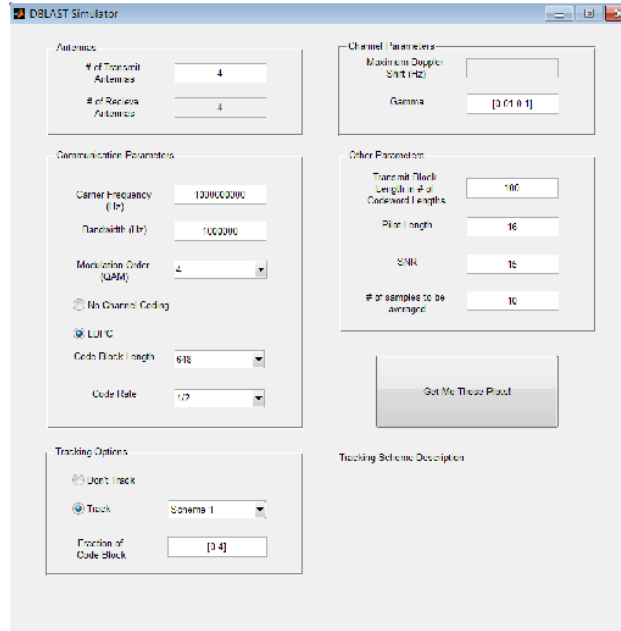 DBLAST Simulator
Antennas
# of Transmit
Antennas
4
# of Recieve
Antennas
4
Communication Parameters
Carrier Frequency
(Hz)
1000000000
Bandwidth (Hz)
1000000
Modulation Order
(QAM)
4
No Channel Coding
LDPC
Code Block Length
648
Code Rate
1/2
Tracking Options
Don't Track
Track
Scheme 1
Fraction of
Code Block
[0 4]
Channel Parameters
Maximum Doppler
Shift (Hz)
Gamma
[0.01 0.1]
Other Parameters
Transmit Block
Length in # of
Codeword Lengths
100
Pilot Length
16
SNR
15
# of samples to be
averaged
10
Get Me Those Plots!
Tracking Scheme Description